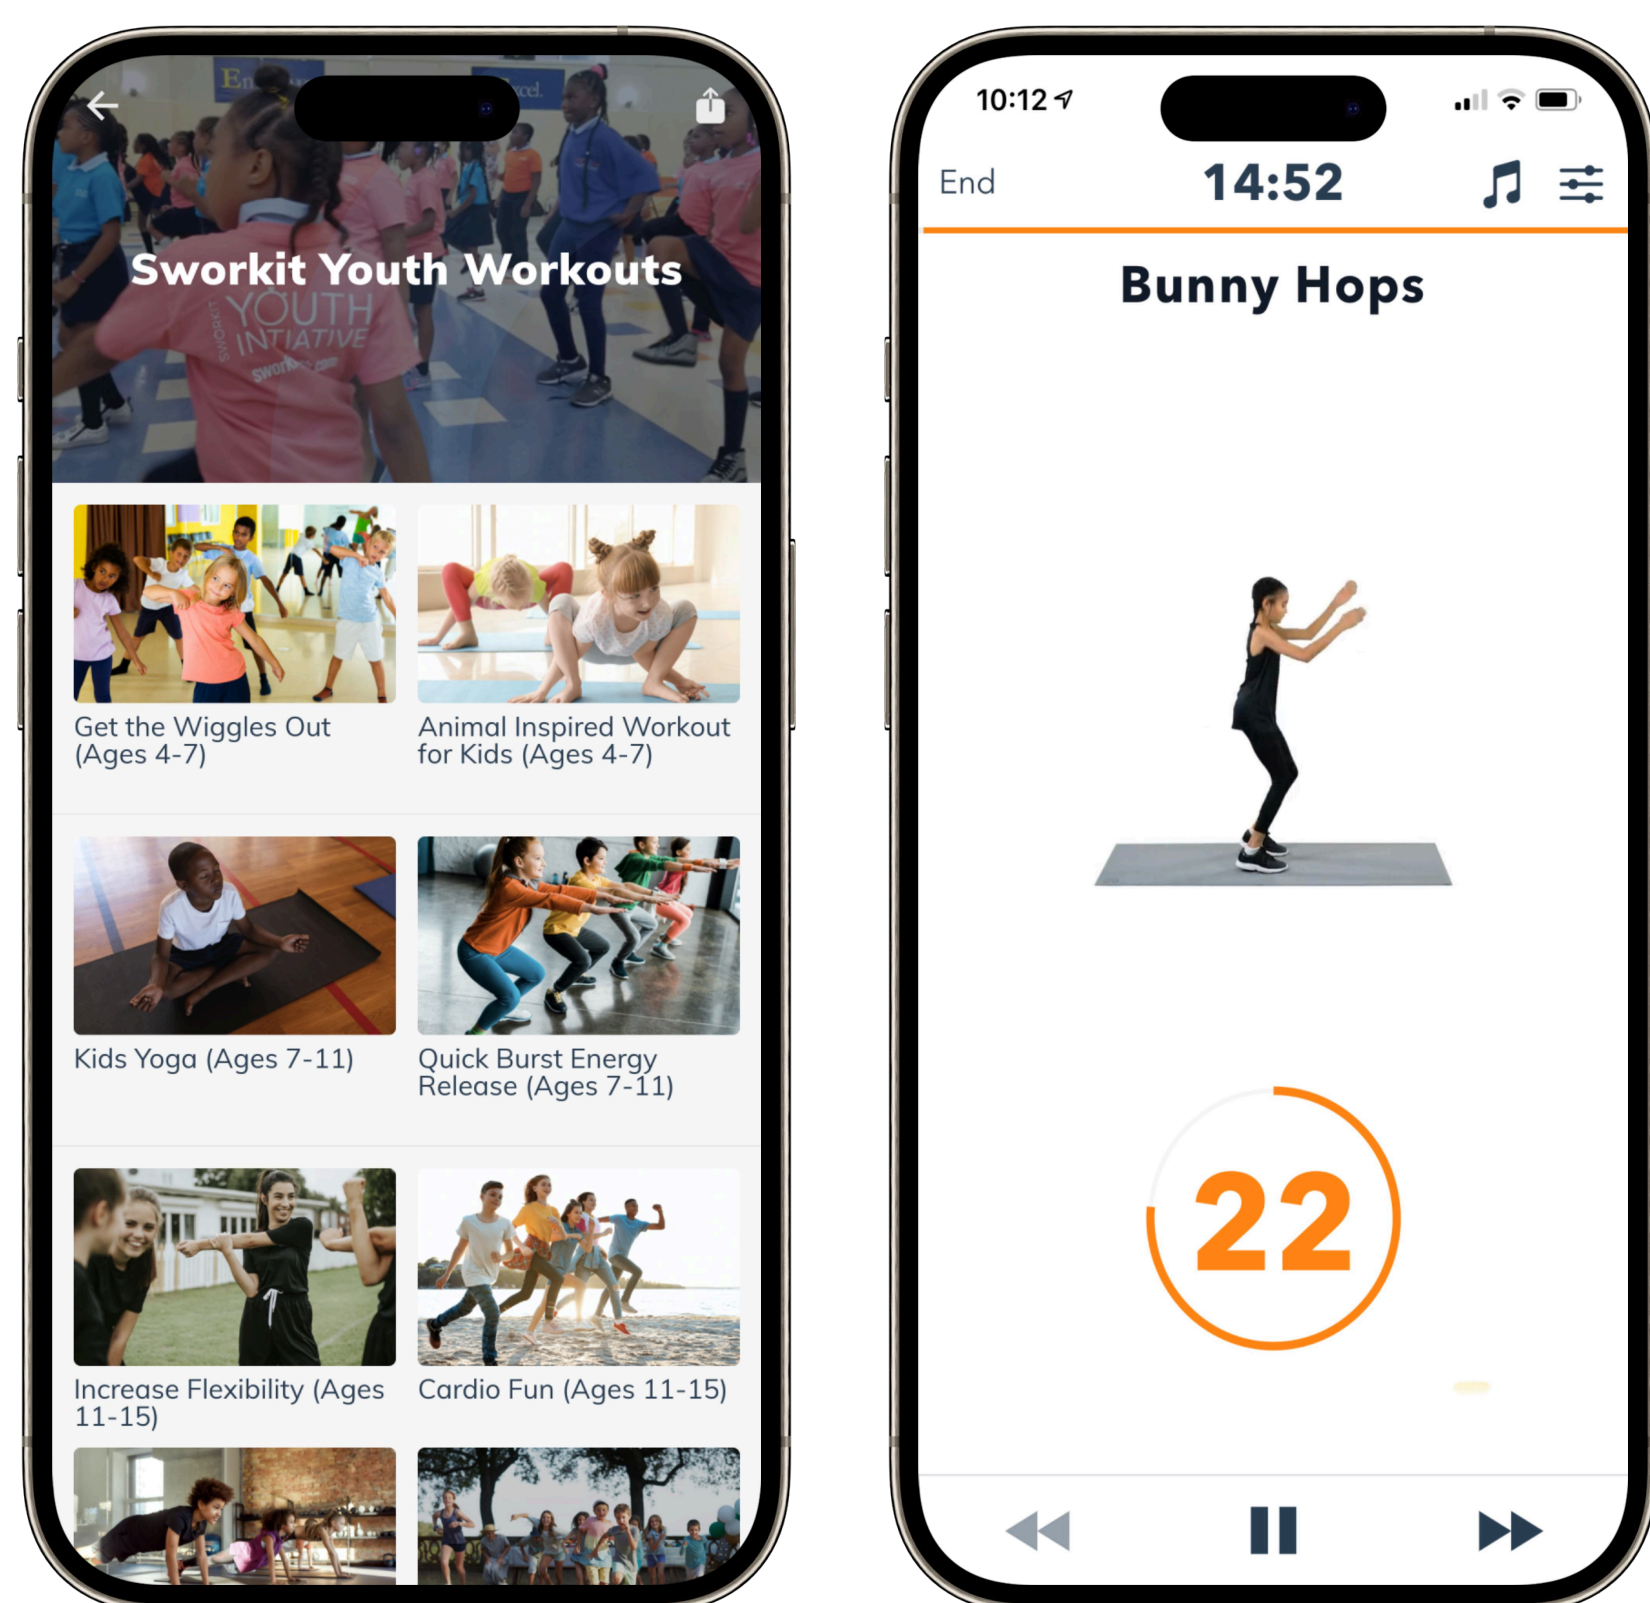 Sworkit Youth Workouts
SWORKIT
YOUTH
INTIATIVE
Get the Wiggles Out
(Ages 4-7)
Animal Inspired Workout
for Kids (Ages 4-7)
Kids Yoga (Ages 7-11)
Quick Burst Energy
Release (Ages 7-11)
Increase Flexibility (Ages
11-15)
Cardio Fun (Ages 11-15)
10:12
End
14:52
Bunny Hops
22